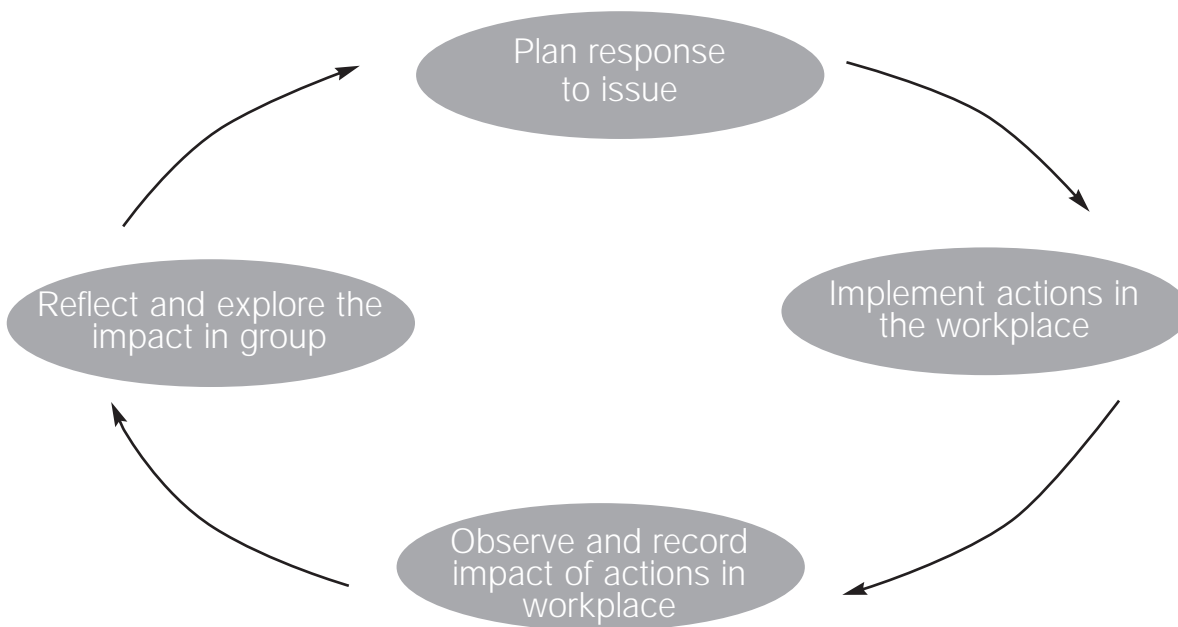 Plan response
to issue
Implement actions in
the workplace
Observe and record
impact of actions in
workplace
Reflect and explore the
impact in group